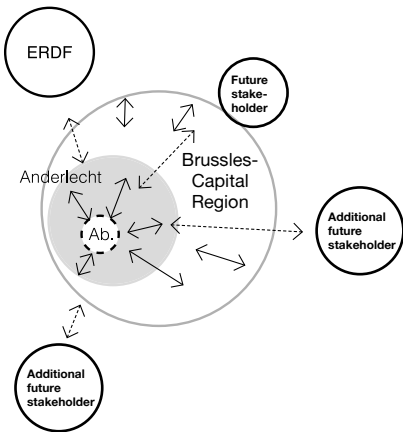 ERDF
Future
stake-
holder
Anderlecht
Brussles-
Capital
Region
Ab.
Additional
future
stakeholder
Additional
future
stakeholder